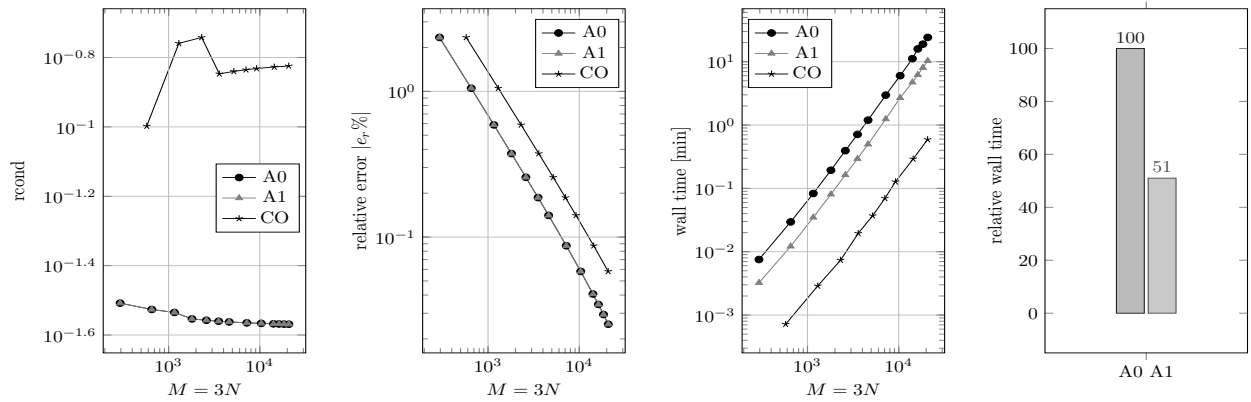 rcond
10^−0.8
10^−1
10^−1.2
10^−1.4
10^−1.6
A0
A1
CO
10^3
10^4
M = 3N
relative error |e_r%|
10^0
10^−1
A0
A1
CO
10^3
10^4
M = 3N
wall time [min]
10^1
10^0
10^−1
10^−2
10^−3
A0
A1
CO
10^3
10^4
M = 3N
relative wall time
100
80
60
40
20
0
100
51
A0 A1